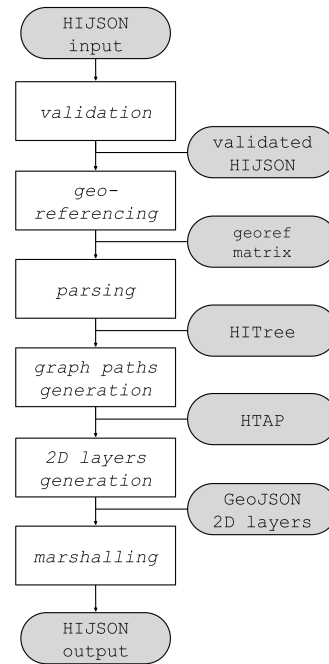 HIJSON
input
validation
validated
HIJSON
geo-
referencing
georef
matrix
parsing
HITree
graph paths
generation
HTAP
2D layers
generation
GeoJSON
2D layers
marshalling
HIJSON
output